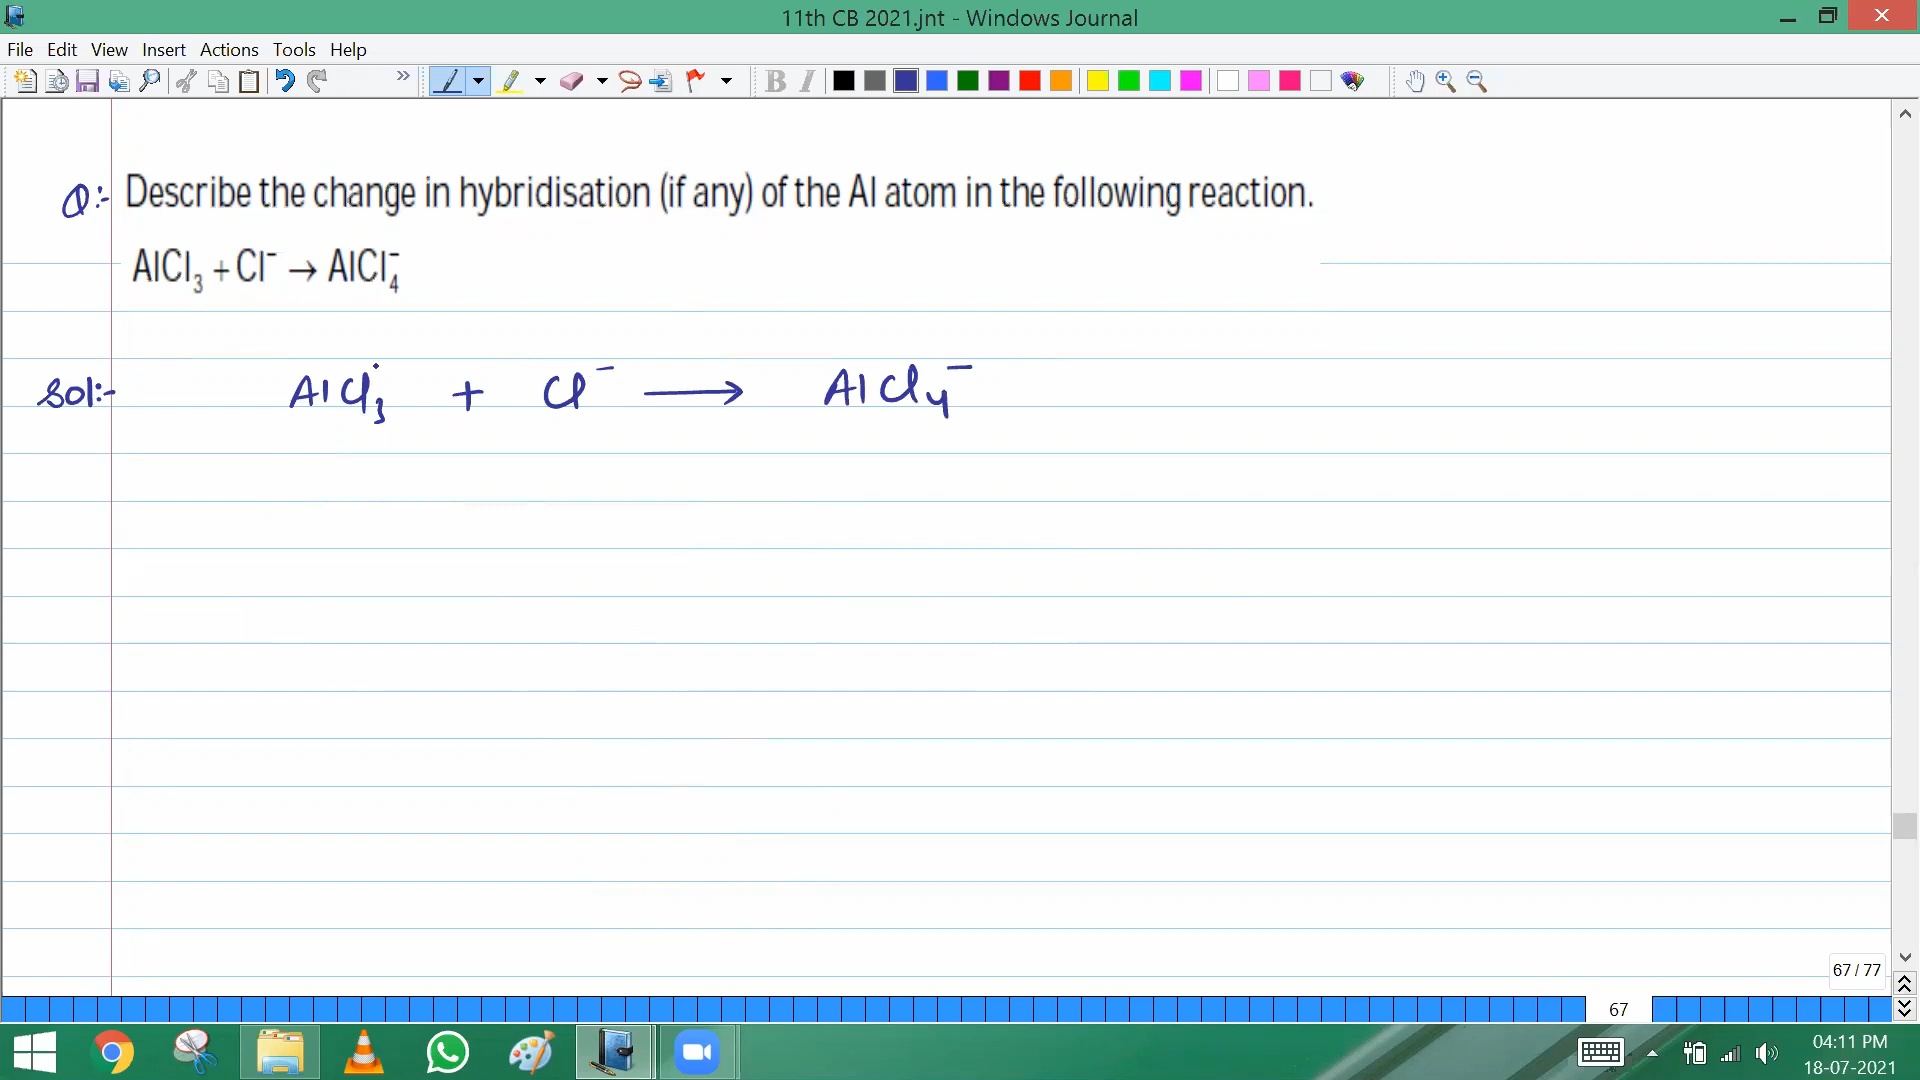 11th CB 2021.jnt - Windows Journal
File Edit View Insert Actions Tools Help
Q:- Describe the change in hybridisation (if any) of the Al atom in the following reaction.
AlCl₃ + Cl⁻ → AlCl₄⁻
Sol:- AlCl₃ + Cl⁻ ⟶ AlCl₄⁻
67 / 77
67
04:11 PM
18-07-2021